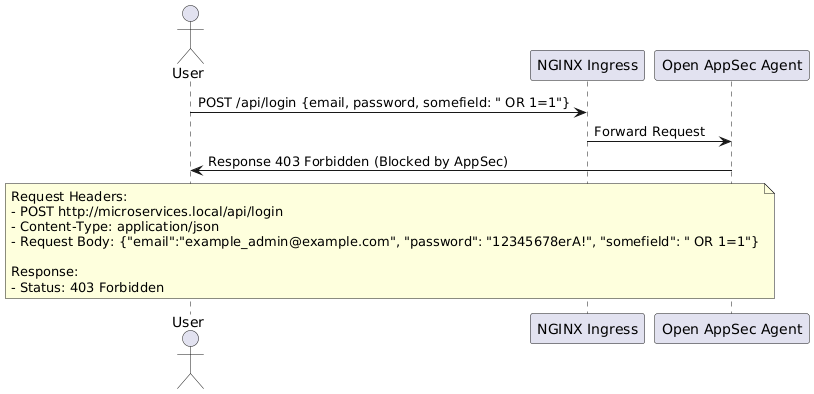 User
NGINX Ingress
Open AppSec Agent
POST /api/login {email, password, somefield: " OR 1=1"}
Forward Request
Response 403 Forbidden (Blocked by AppSec)
Request Headers:
- POST http://microservices.local/api/login
- Content-Type: application/json
- Request Body: {"email":"example_admin@example.com", "password": "12345678erA!", "somefield": " OR 1=1"}
Response:
- Status: 403 Forbidden
User
NGINX Ingress
Open AppSec Agent